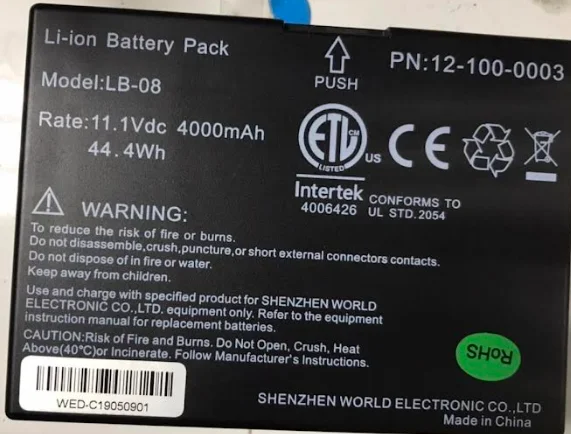 Li-ion Battery Pack
PUSH
PN:12-100-0003
Model:LB-08
Rate:11.1Vdc 4000mAh
44.4Wh
ETL CM
LISTED
US
CE
Intertek
4006426
CONFORMS TO
UL STD.2054
WARNING:
To reduce the risk of fire or burns.
Do not disassemble,crush,puncture,or short external connectors contacts.
Do not dispose of in fire or water.
Keep away from children.
Use and charge with specified product for SHENZHEN WORLD
ELECTRONIC CO.,LTD. equipment only. Refer to the equipment
instruction manual for replacement batteries.
CAUTION:Risk of Fire and Burns. Do Not Open, Crush, Heat
Above(40°C)or Incinerate. Follow Manufacturer's Instructions.
RoHS
WED-C19050901
SHENZHEN WORLD ELECTRONIC CO.,LTD
Made in China